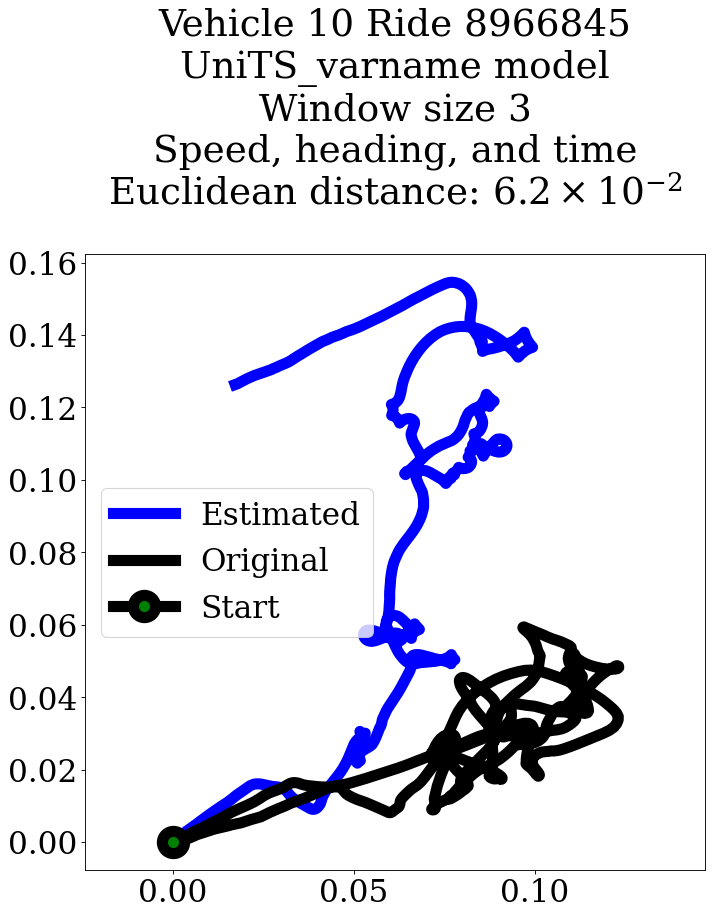 Vehicle 10 Ride 8966845
UniTS_varname model
Window size 3
Speed, heading, and time
Euclidean distance: 6.2 × 10⁻²
0.16
0.14
0.12
0.10
0.08
0.06
0.04
0.02
0.00
Estimated
Original
Start
0.00 0.05 0.10